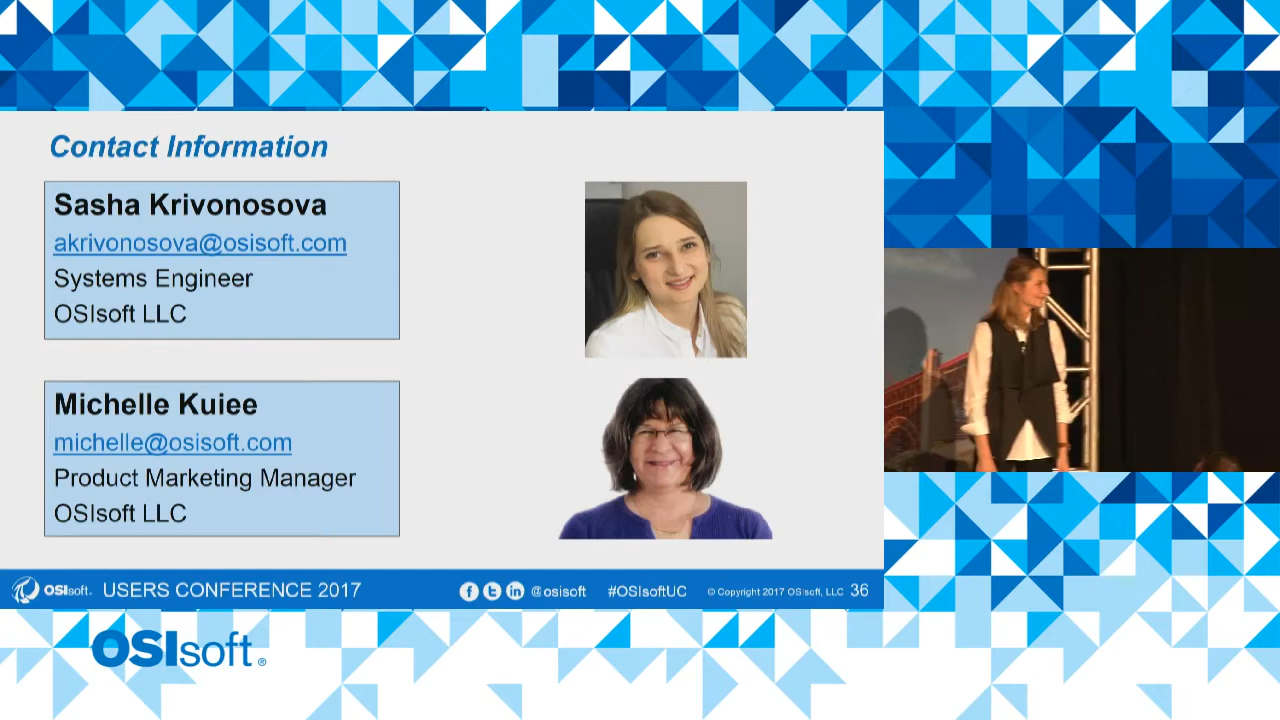 Contact Information
Sasha Krivonosova
akrivonosova@osisoft.com
Systems Engineer
OSIsoft LLC
Michelle Kuiee
michelle@osisoft.com
Product Marketing Manager
OSIsoft LLC
OSIsoft. USERS CONFERENCE 2017 @osisoft #OSIsoftUC © Copyright 2017 OSIsoft, LLC 36
OSIsoft®